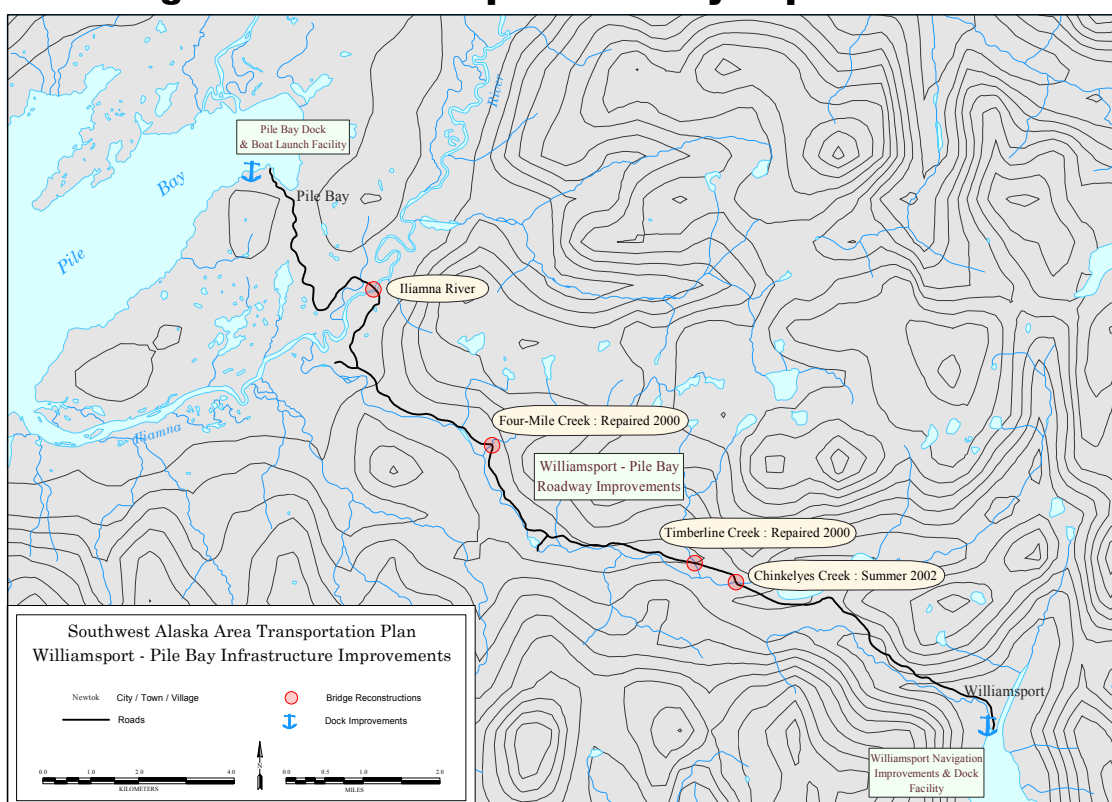 River
Pile Bay Dock
& Boat Launch Facility
Bay
Pile Bay
Pile
Iliamna River
Four-Mile Creek : Repaired 2000
Iliamna
Williamsport - Pile Bay
Roadway Improvements
Timberline Creek : Repaired 2000
Chinkelyes Creek : Summer 2002
Williamsport
Williamsport Navigation
Improvements & Dock
Facility
Southwest Alaska Area Transportation Plan
Williamsport - Pile Bay Infrastructure Improvements
Newtok City / Town / Village
Bridge Reconstructions
Roads
Dock Improvements
N
0.0 1.0 2.0 4.0
KILOMETERS
0.0 0.5 1.0 2.0
MILES